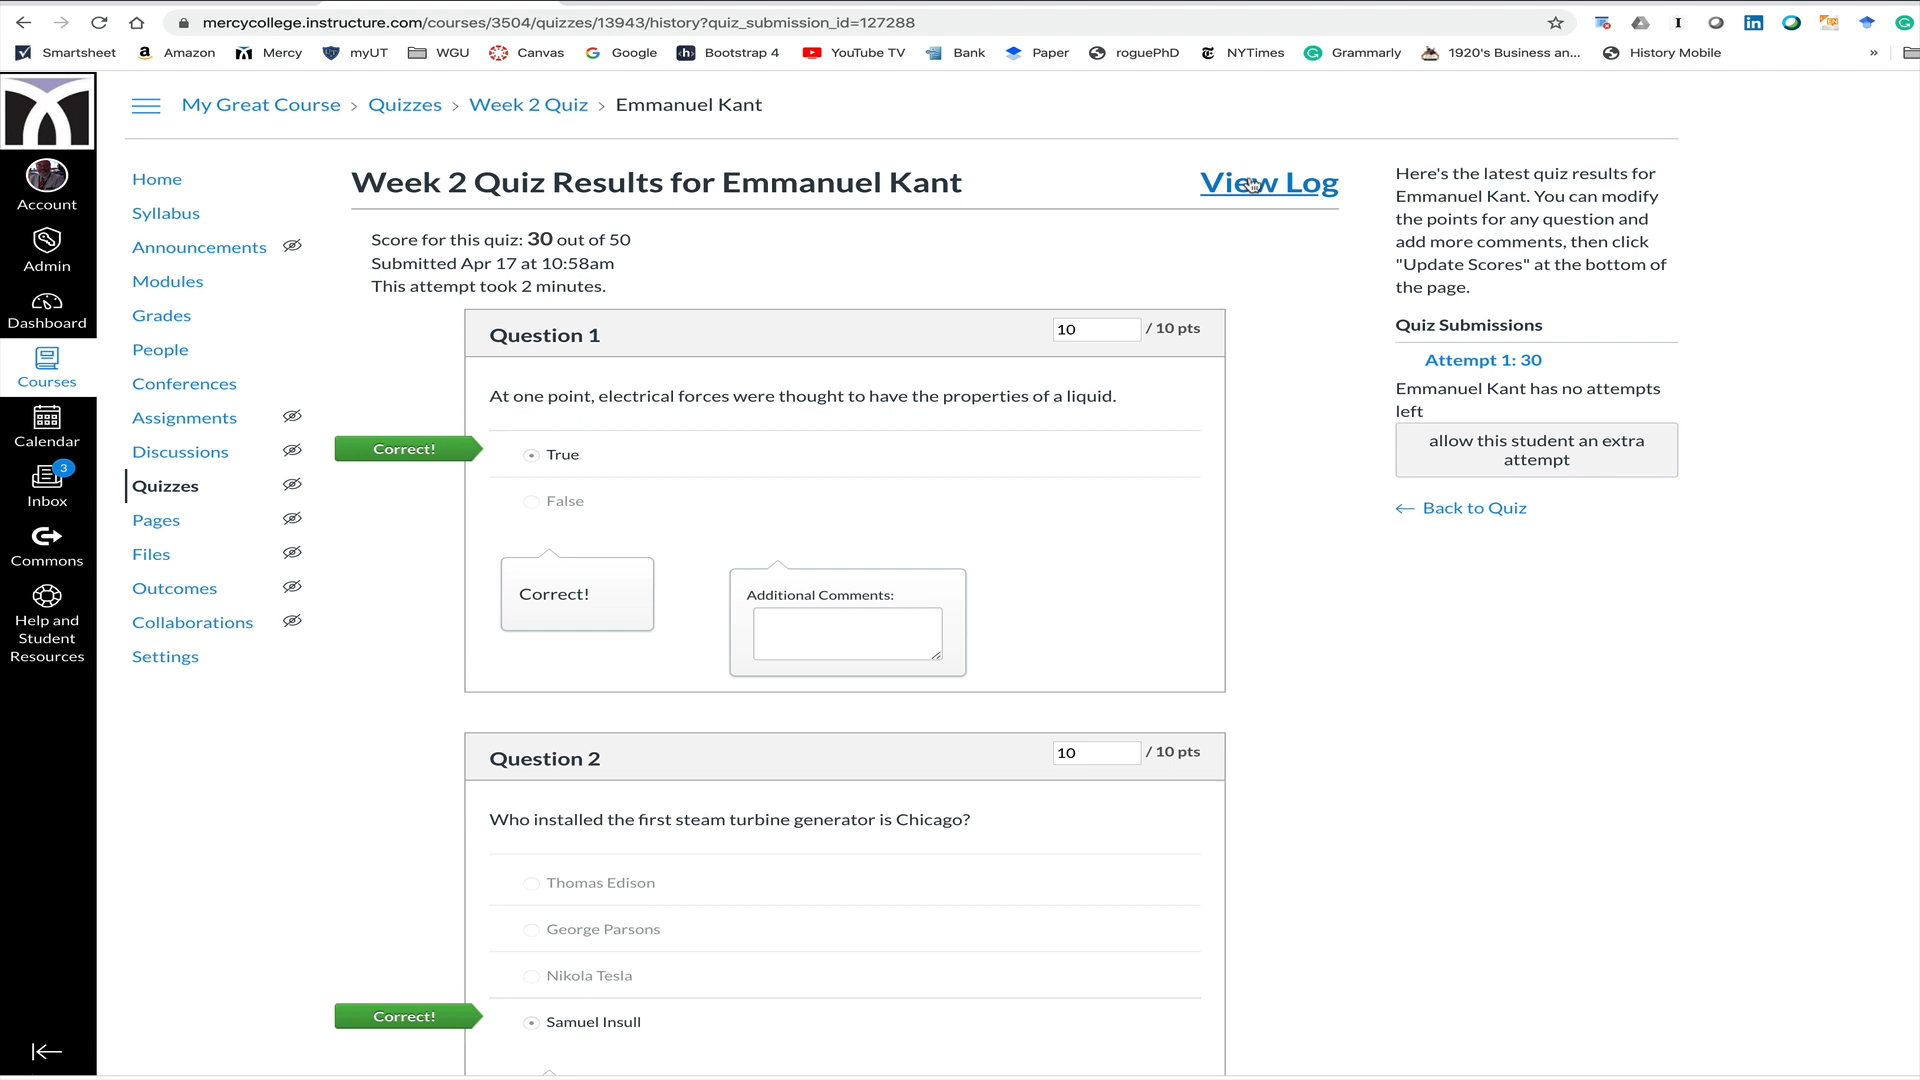 mercycollege.instructure.com/courses/3504/quizzes/13943/history?quiz_submission_id=127288
Smartsheet Amazon Mercy myUT WGU Canvas Google Bootstrap 4 YouTube TV Bank Paper roguePhD NYTimes Grammarly 1920's Business an... History Mobile »
My Great Course > Quizzes > Week 2 Quiz > Emmanuel Kant
Account
Admin
Dashboard
Courses
Calendar
3
Inbox
Commons
Help and
Student
Resources
Home
Syllabus
Announcements
Modules
Grades
People
Conferences
Assignments
Discussions
Quizzes
Pages
Files
Outcomes
Collaborations
Settings
Week 2 Quiz Results for Emmanuel Kant View Log
Score for this quiz: 30 out of 50
Submitted Apr 17 at 10:58am
This attempt took 2 minutes.
Question 1 10 / 10 pts
At one point, electrical forces were thought to have the properties of a liquid.
Correct! True
False
Correct!
Additional Comments:
Question 2 10 / 10 pts
Who installed the first steam turbine generator is Chicago?
Thomas Edison
George Parsons
Nikola Tesla
Correct! Samuel Insull
Here's the latest quiz results for
Emmanuel Kant. You can modify
the points for any question and
add more comments, then click
"Update Scores" at the bottom of
the page.
Quiz Submissions
Attempt 1: 30
Emmanuel Kant has no attempts
left
allow this student an extra
attempt
Back to Quiz